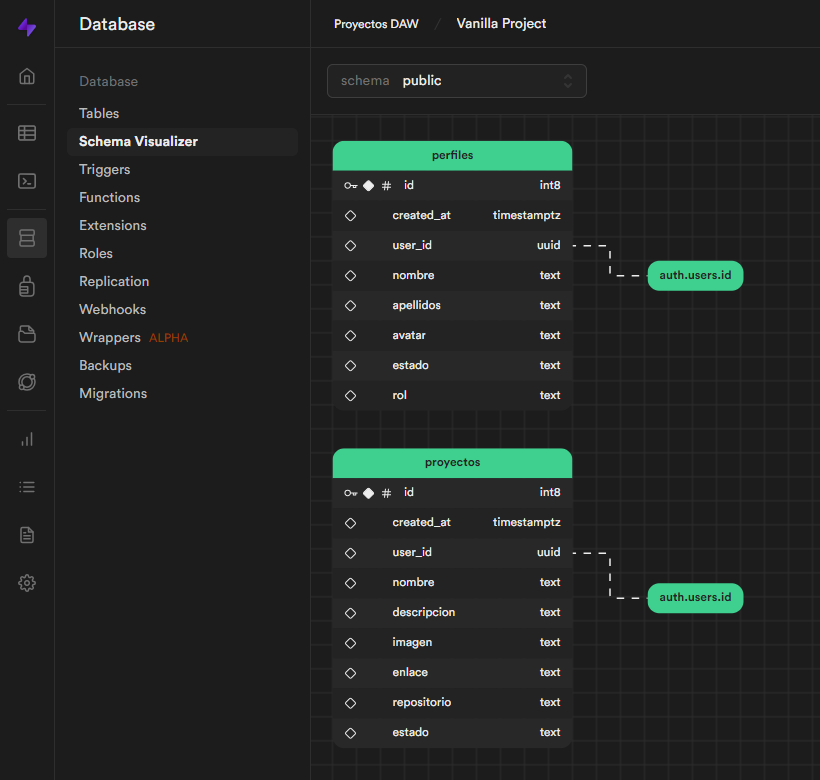 Database
Proyectos DAW / Vanilla Project
Database
Tables
Schema Visualizer
Triggers
Functions
Extensions
Roles
Replication
Webhooks
Wrappers ALPHA
Backups
Migrations
schema public
perfiles
# id int8
created_at timestamptz
user_id uuid
nombre text
apellidos text
avatar text
estado text
rol text
auth.users.id
proyectos
# id int8
created_at timestamptz
user_id uuid
nombre text
descripcion text
imagen text
enlace text
repositorio text
estado text
auth.users.id